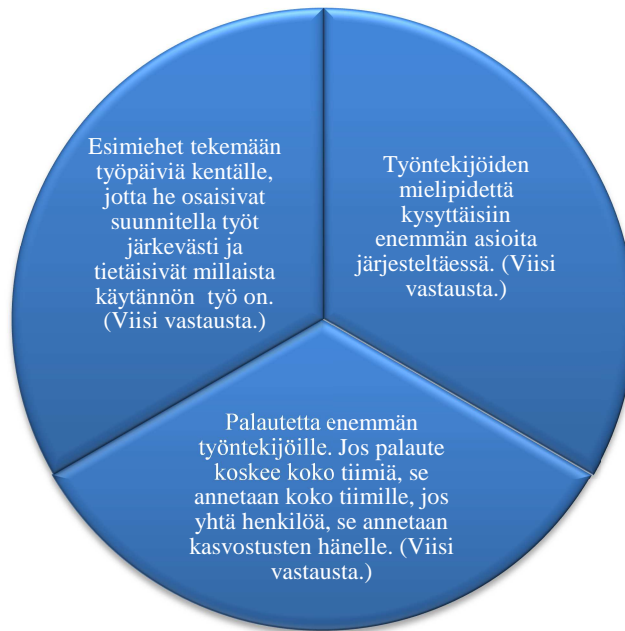 Esimiehet tekemään
työpäiviä kentälle,
jotta he osaisivat
suunnitella työt
järkevästi ja
tietäisivät millaista
käytännön työ on.
(Viisi vastausta.)
Työntekijöiden
mielipidettä
kysyttäisiin
enemmän asioita
järjesteltäessä. (Viisi
vastausta.)
Palautetta enemmän
työntekijöille. Jos palaute
koskee koko tiimiä, se
annetaan koko tiimille, jos
yhtä henkilöä, se annetaan
kasvostusten hänelle. (Viisi
vastausta.)